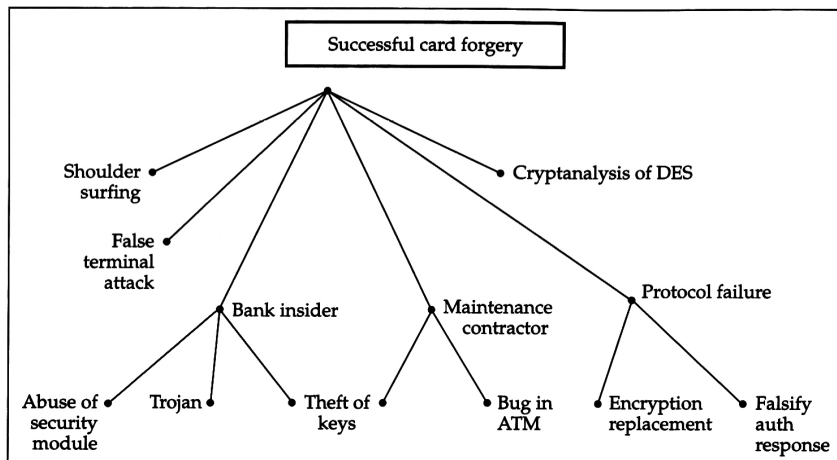 Successful card forgery
Shoulder
surfing
Cryptanalysis of DES
False
terminal
attack
Bank insider
Maintenance
contractor
Protocol failure
Abuse of
security
module
Trojan
Theft of
keys
Bug in
ATM
Encryption
replacement
Falsify
auth
response